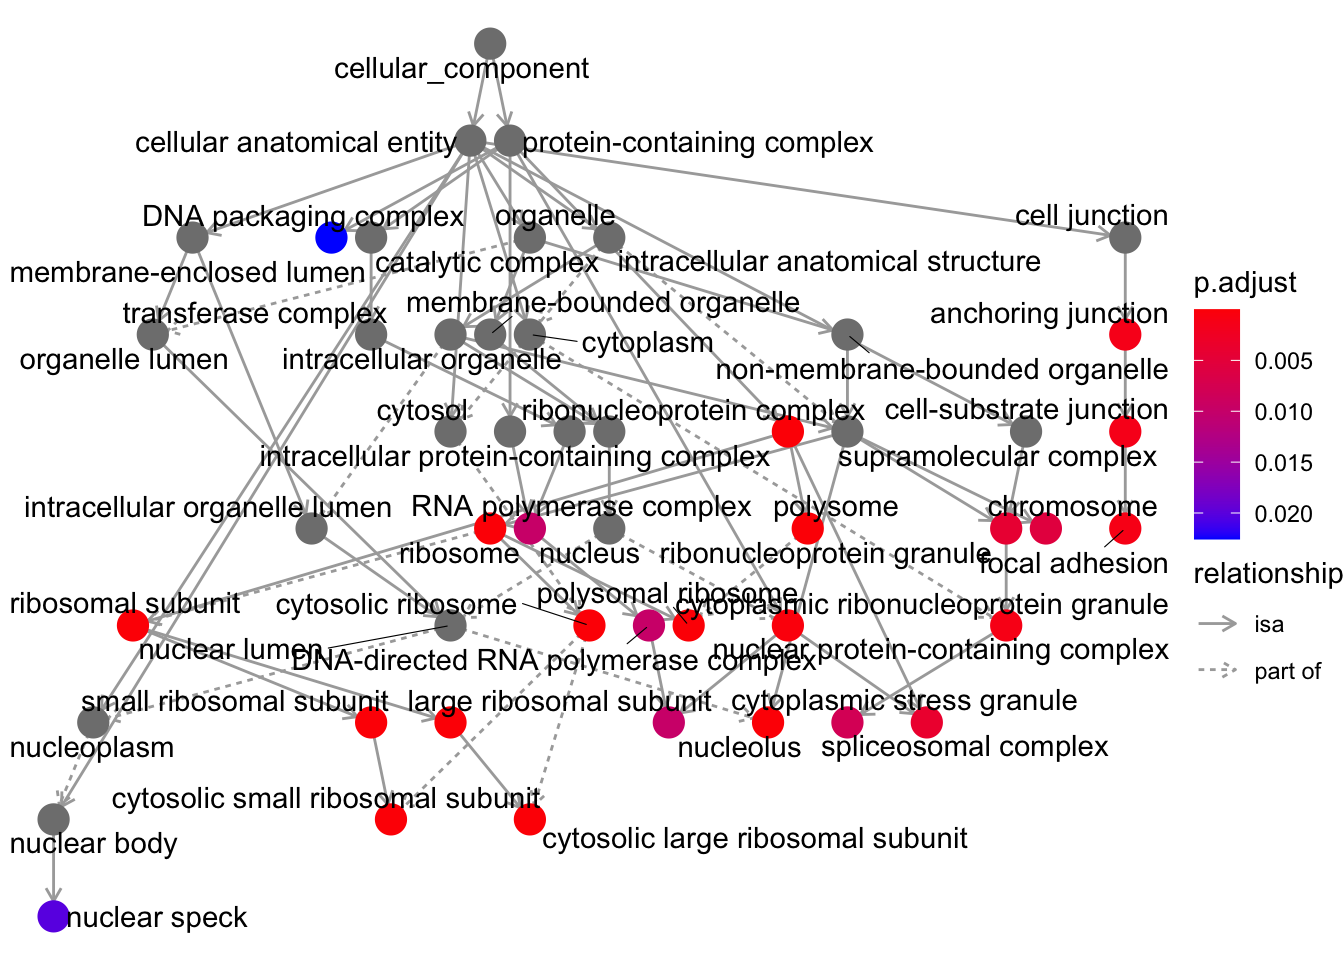 cellular_component
cellular anatomical entity
protein-containing complex
DNA packaging complex
organelle
cell junction
membrane-enclosed lumen
catalytic complex
intracellular anatomical structure
p.adjust
transferase complex
membrane-bounded organelle
anchoring junction
organelle lumen
intracellular organelle
cytoplasm
non-membrane-bounded organelle
0.005
0.010
0.015
0.020
cytosol
ribonucleoprotein complex
cell-substrate junction
intracellular protein-containing complex
supramolecular complex
intracellular organelle lumen
RNA polymerase complex
polysome
chromosome
ribosome
nucleus
ribonucleoprotein granule
focal adhesion
relationship
isa
part of
ribosomal subunit
cytosolic ribosome
polysomal ribosome
cytoplasmic ribonucleoprotein granule
nuclear lumen
DNA-directed RNA polymerase complex
nuclear protein-containing complex
small ribosomal subunit
large ribosomal subunit
cytoplasmic stress granule
nucleoplasm
nucleolus
spliceosomal complex
cytosolic small ribosomal subunit
cytosolic large ribosomal subunit
nuclear body
nuclear speck